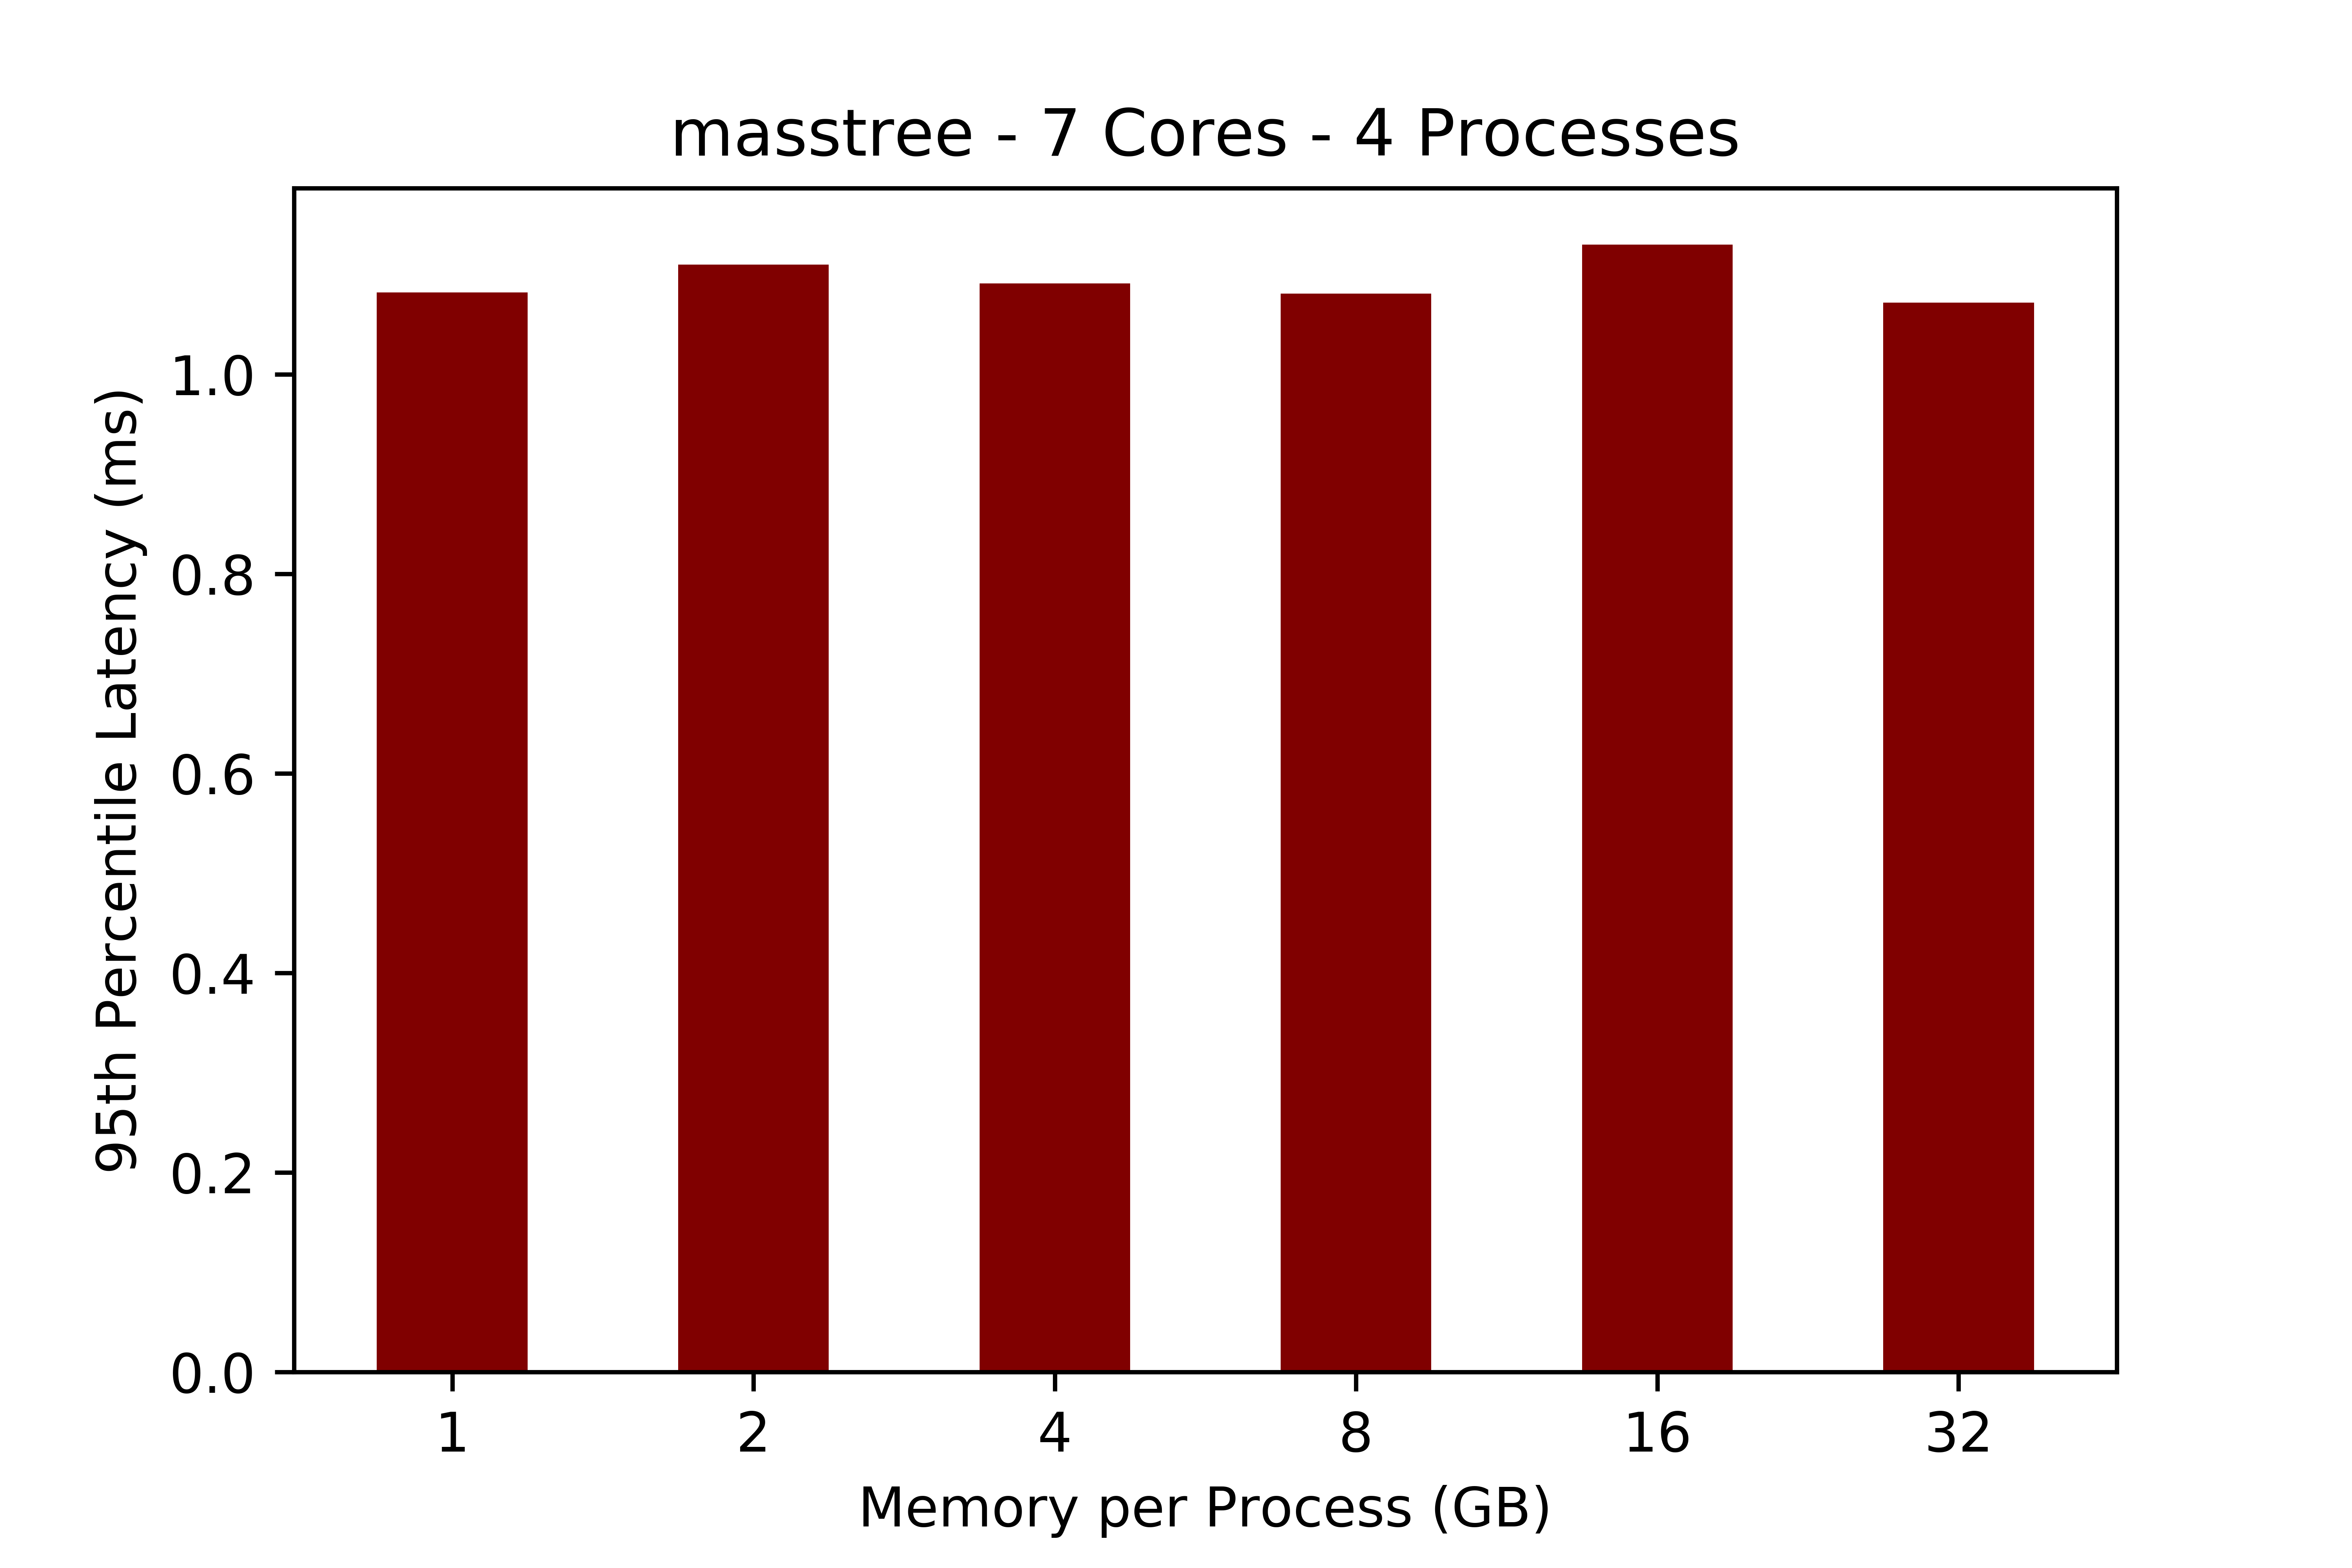 masstree - 7 Cores - 4 Processes
95th Percentile Latency (ms)
1.0
0.8
0.6
0.4
0.2
0.0
1 2 4 8 16 32
Memory per Process (GB)